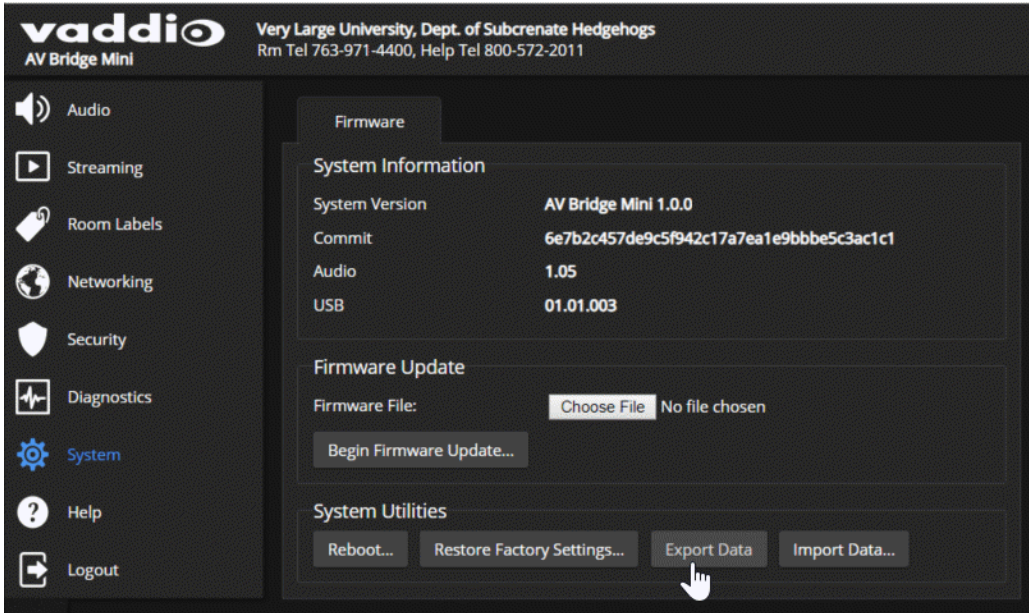 vaddio
AV Bridge Mini
Very Large University, Dept. of Subcrenate Hedgehogs
Rm Tel 763-971-4400, Help Tel 800-572-2011
Audio
Streaming
Room Labels
Networking
Security
Diagnostics
System
Help
Logout
Firmware
System Information
System Version AV Bridge Mini 1.0.0
Commit 6e7b2c457de9c5f942c17a7ea1e9bbbe5c3ac1c1
Audio 1.05
USB 01.01.003
Firmware Update
Firmware File: Choose File No file chosen
Begin Firmware Update...
System Utilities
Reboot... Restore Factory Settings... Export Data Import Data...